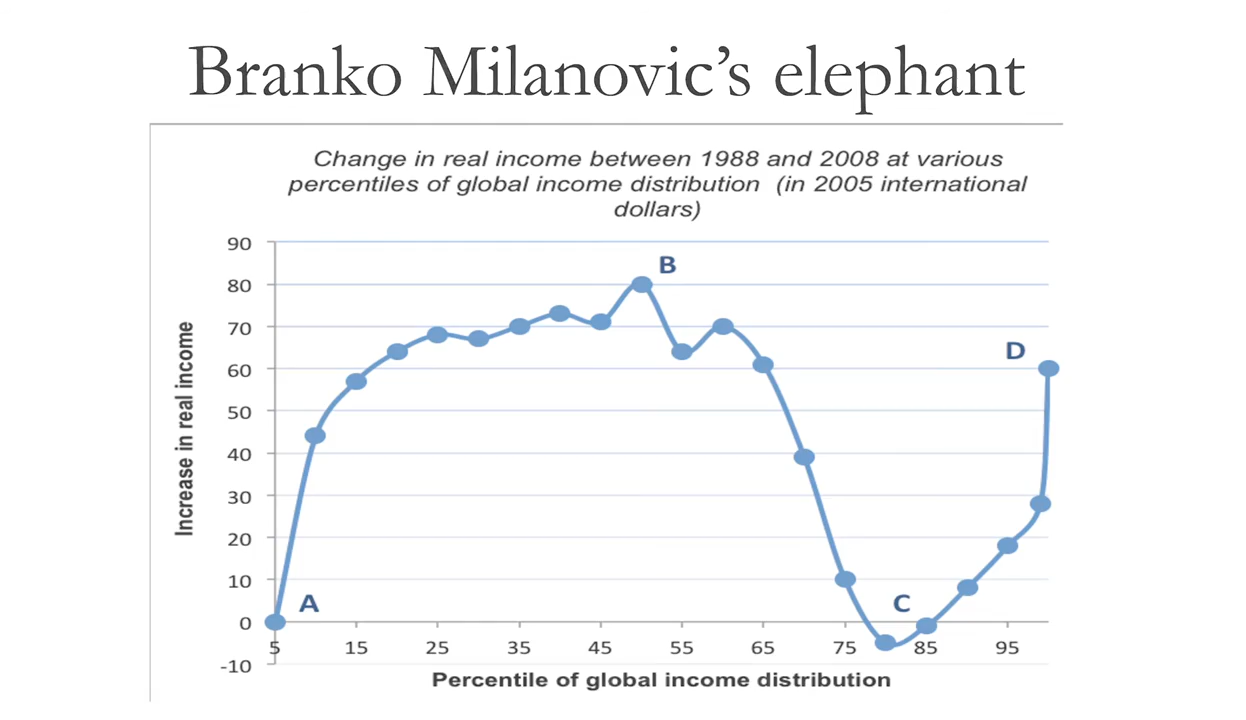 Branko Milanovic’s elephant
Change in real income between 1988 and 2008 at various
percentiles of global income distribution (in 2005 international
dollars)
90
80
70
60
50
40
30
20
10
0
-10
Increase in real income
A
B
C
D
5 15 25 35 45 55 65 75 85 95
Percentile of global income distribution